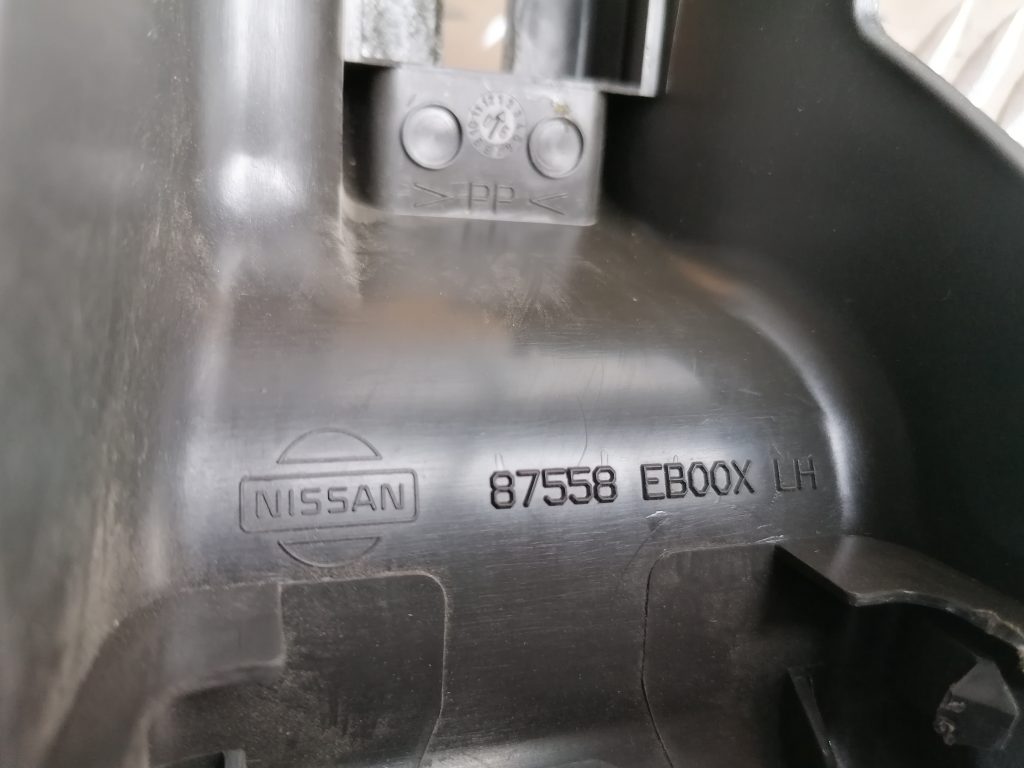 >PP<
NISSAN
87558 EB00X LH